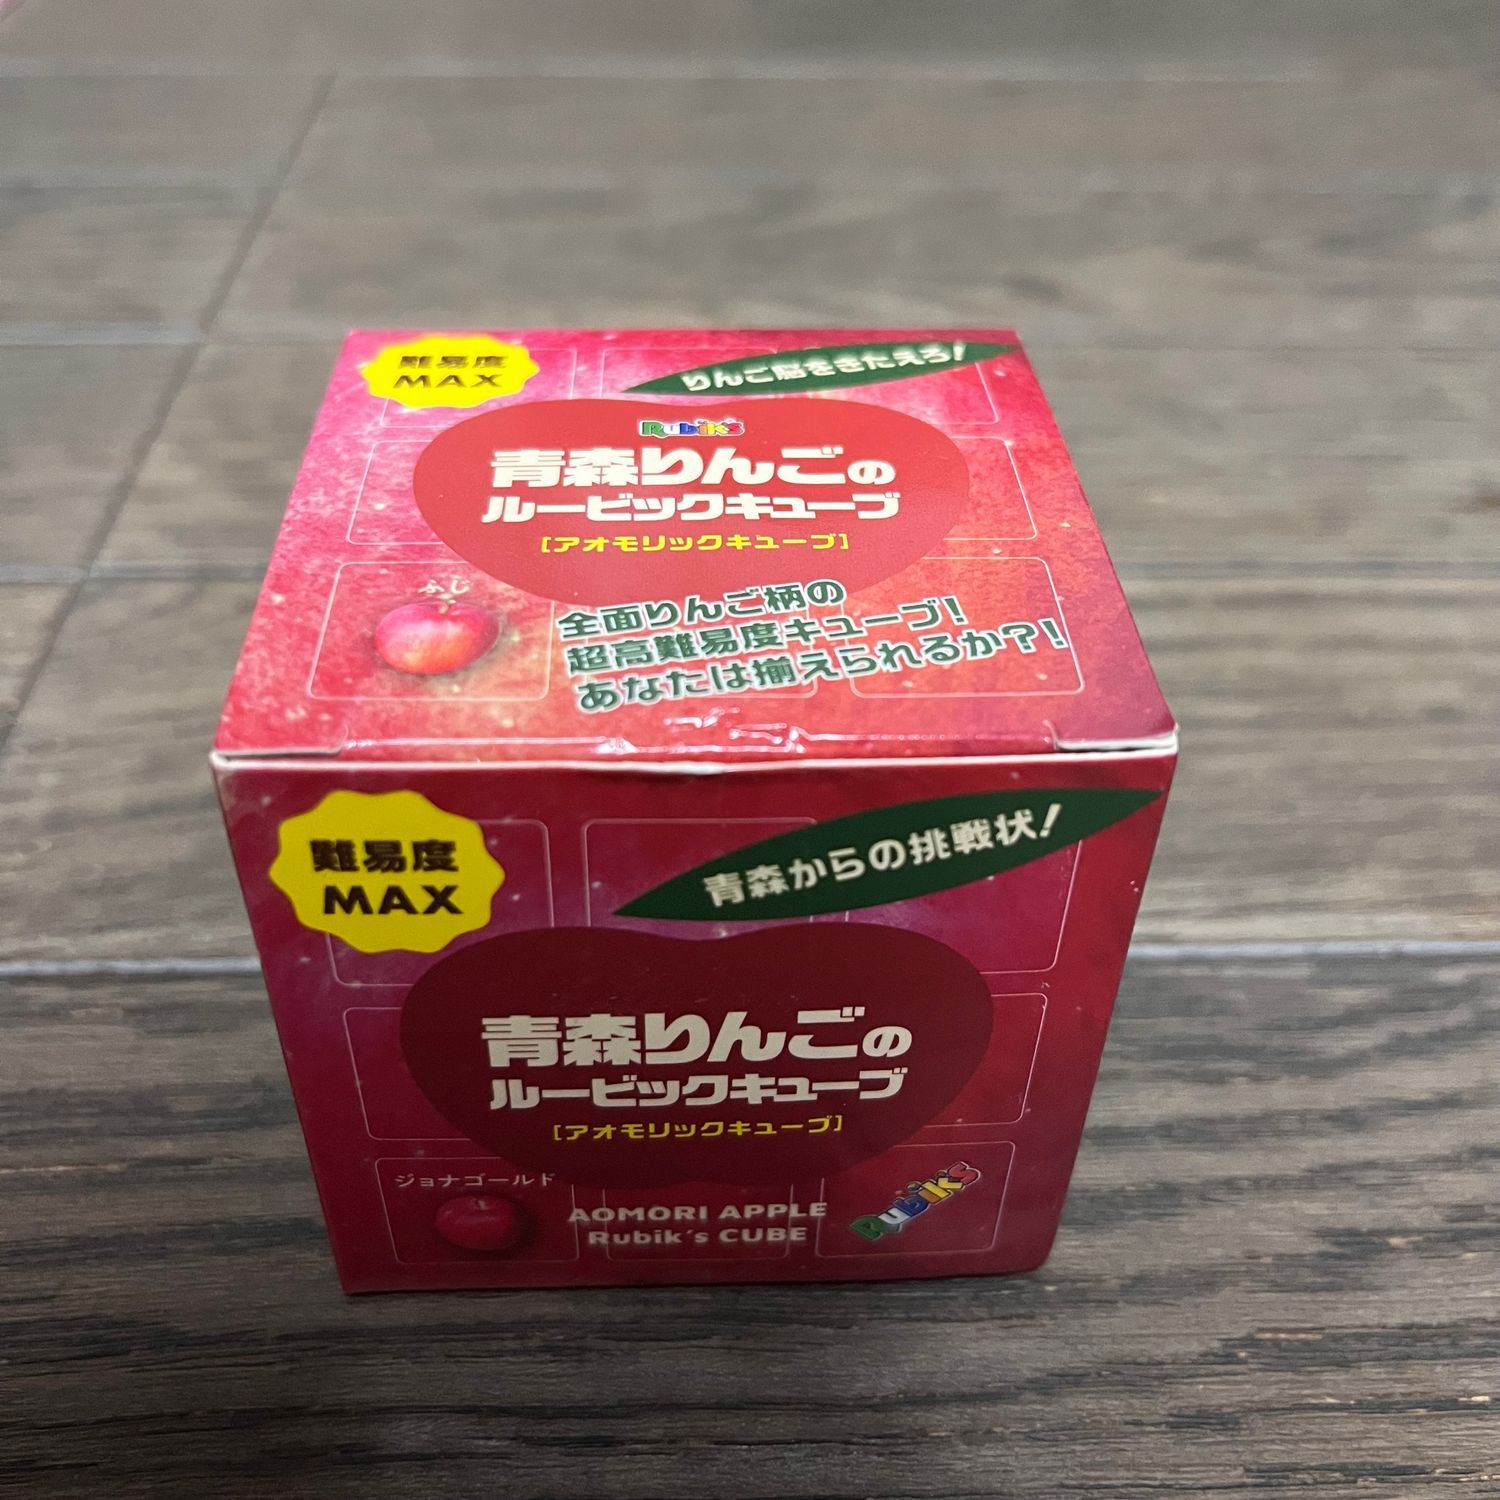 難易度
MAX
りんご脳をきたえろ!
Rubik's
青森りんごの
ルービックキューブ
[アオモリックキューブ]
ふじ
全面りんご柄の
超高難易度キューブ!
あなたは揃えられるか?!
難易度
MAX
青森からの挑戦状!
青森りんごの
ルービックキューブ
[アオモリックキューブ]
ジョナゴールド
AOMORI APPLE
Rubik's CUBE
Rubik's